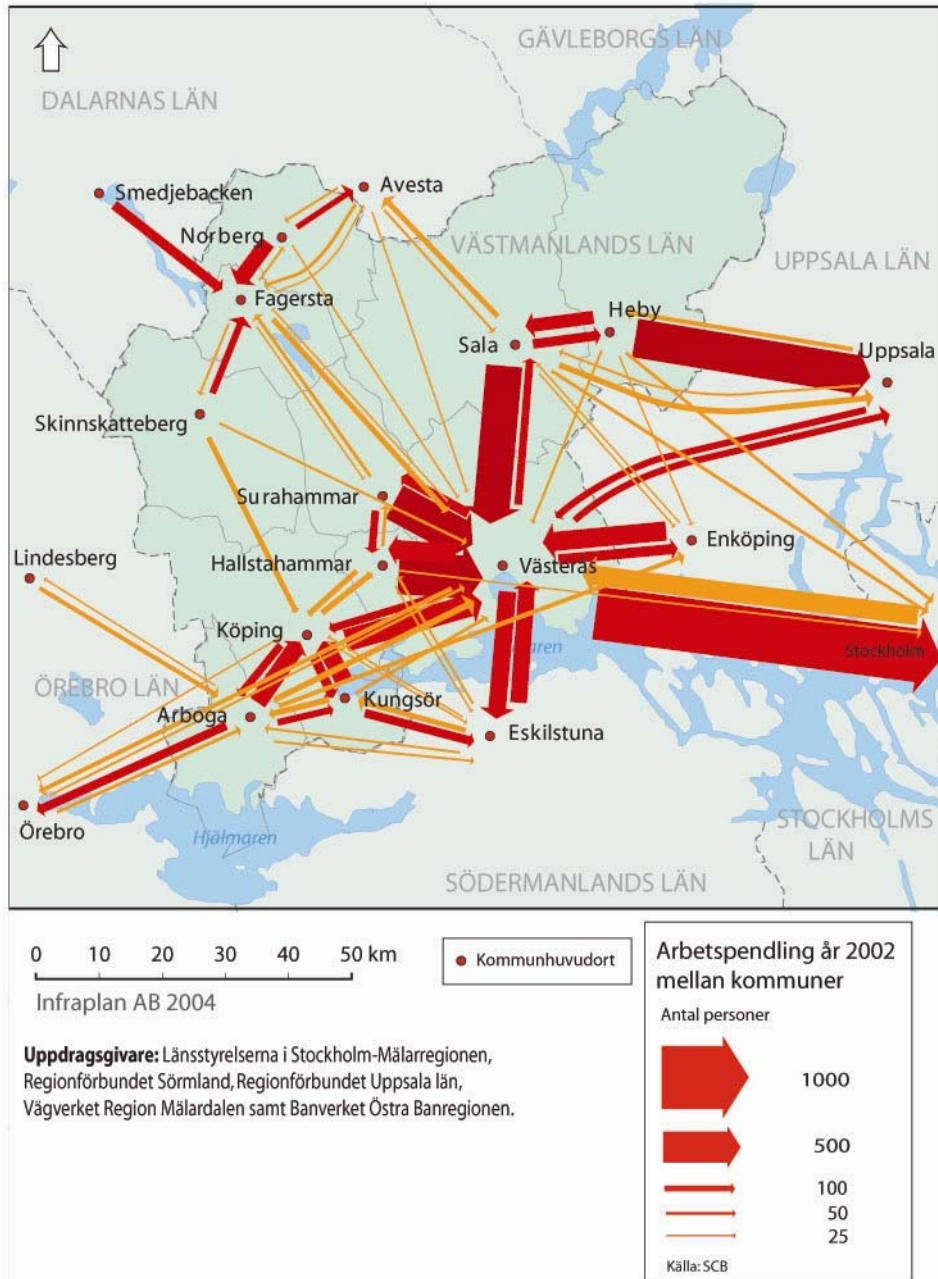 GÄVLEBORGS LÄN
DALARNAS LÄN
Avesta
Smedjebacken
Norberg
VÄSTMANLANDS LÄN
UPPSALA LÄN
Fagersta
Heby
Sala
Uppsala
Skinnskatteberg
Surahammar
Enköping
Lindesberg
Hallstahammar
Västerås
Köping
ren
Stockholm
ÖREBRO LÄN
Kungsör
Arboga
Eskilstuna
Örebro
Hjälmaren
STOCKHOLMS
LÄN
SÖDERMANLANDS LÄN
0 10 20 30 40 50 km
Kommunhuvudort
Infraplan AB 2004
Uppdragsgivare: Länsstyrelserna i Stockholm-Mälarregionen,
Regionförbundet Sörmland, Regionförbundet Uppsala län,
Vägverket Region Mälardalen samt Banverket Östra Banregionen.
Arbetspendling år 2002
mellan kommuner
Antal personer
1000
500
100
50
25
Källa: SCB